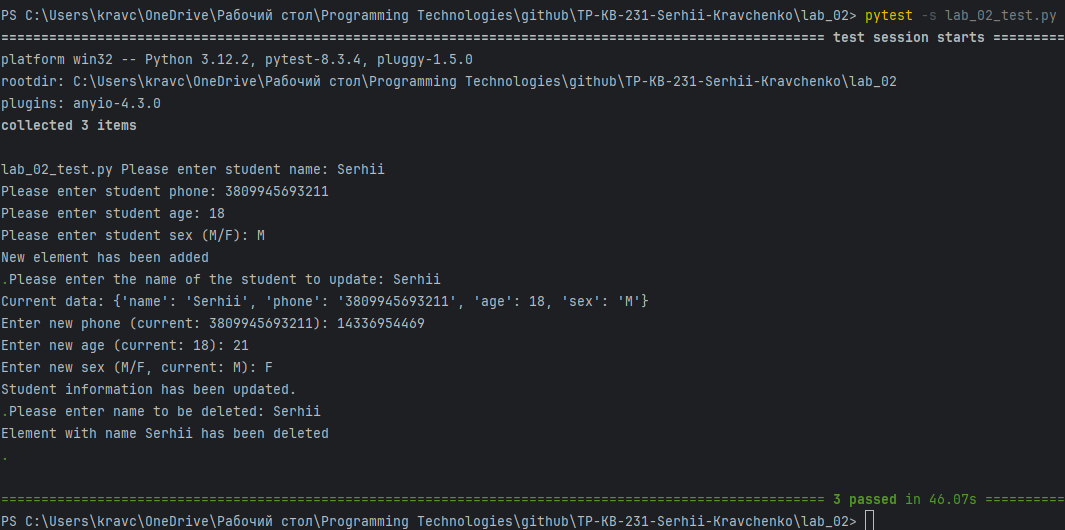 PS C:\Users\kravc\OneDrive\Рабочий стол\Programming Technologies\github\TP-KB-231-Serhii-Kravchenko\lab_02> pytest -s lab_02_test.py
==================================================================================================== test session starts =========
platform win32 -- Python 3.12.2, pytest-8.3.4, pluggy-1.5.0
rootdir: C:\Users\kravc\OneDrive\Рабочий стол\Programming Technologies\github\TP-KB-231-Serhii-Kravchenko\lab_02
plugins: anyio-4.3.0
collected 3 items
lab_02_test.py Please enter student name: Serhii
Please enter student phone: 3809945693211
Please enter student age: 18
Please enter student sex (M/F): M
New element has been added
.Please enter the name of the student to update: Serhii
Current data: {'name': 'Serhii', 'phone': '3809945693211', 'age': 18, 'sex': 'M'}
Enter new phone (current: 3809945693211): 14336954469
Enter new age (current: 18): 21
Enter new sex (M/F, current: M): F
Student information has been updated.
.Please enter name to be deleted: Serhii
Element with name Serhii has been deleted
.
==================================================================================================== 3 passed in 46.07s ==========
PS C:\Users\kravc\OneDrive\Рабочий стол\Programming Technologies\github\TP-KB-231-Serhii-Kravchenko\lab_02>